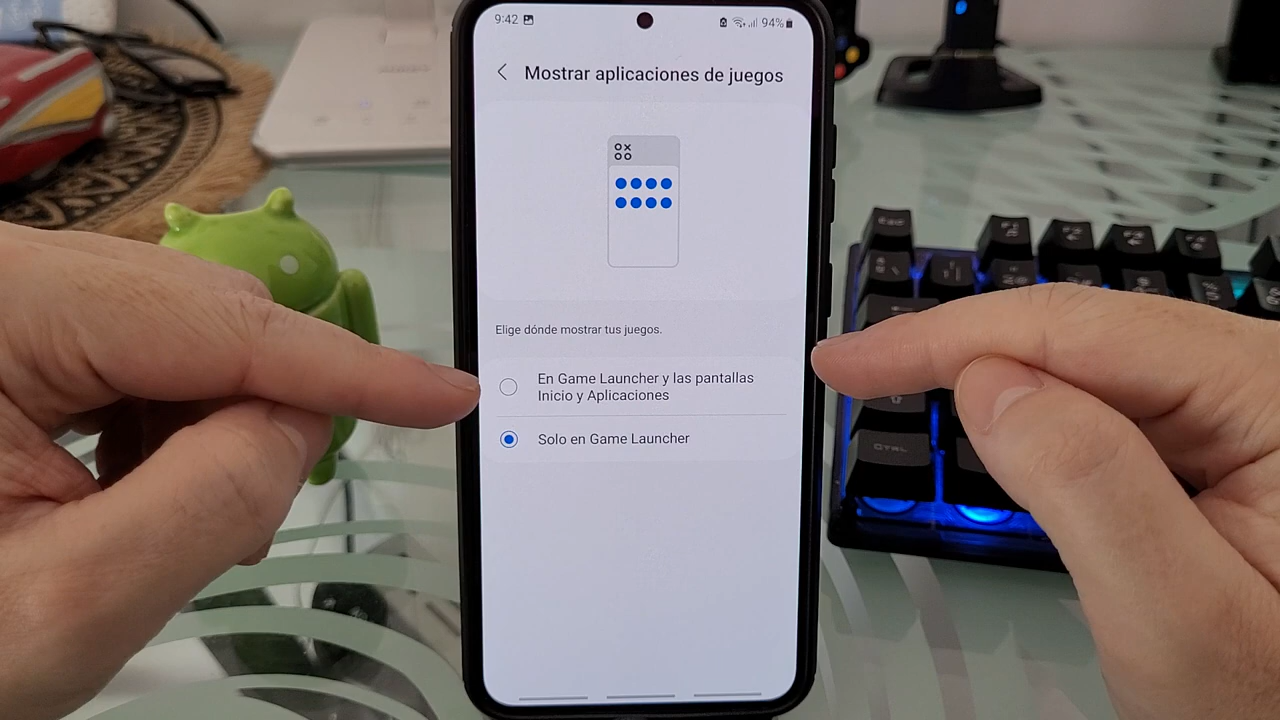 9:42
94%
Mostrar aplicaciones de juegos
Elige dónde mostrar tus juegos.
En Game Launcher y las pantallas
Inicio y Aplicaciones
Solo en Game Launcher
CTRL